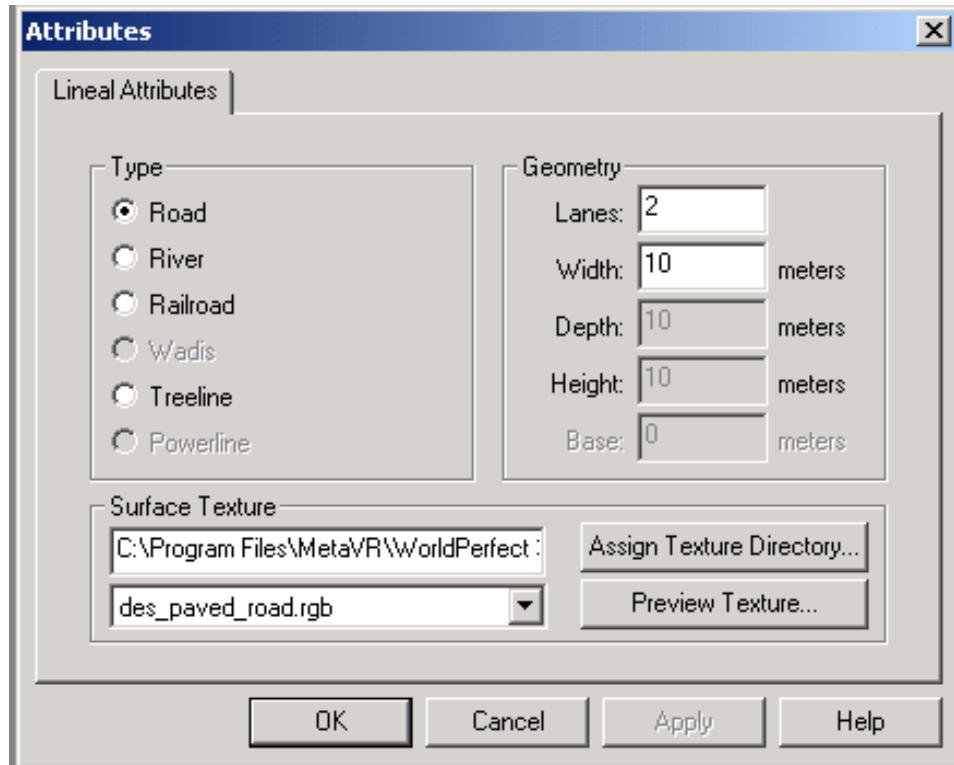 Attributes
Lineal Attributes
Type
Road
River
Railroad
Wadis
Treeline
Powerline
Geometry
Lanes: 2
Width: 10 meters
Depth: 10 meters
Height: 10 meters
Base: 0 meters
Surface Texture
C:\Program Files\MetaVR\WorldPerfect
Assign Texture Directory...
des_paved_road.rgb
Preview Texture...
OK Cancel Apply Help